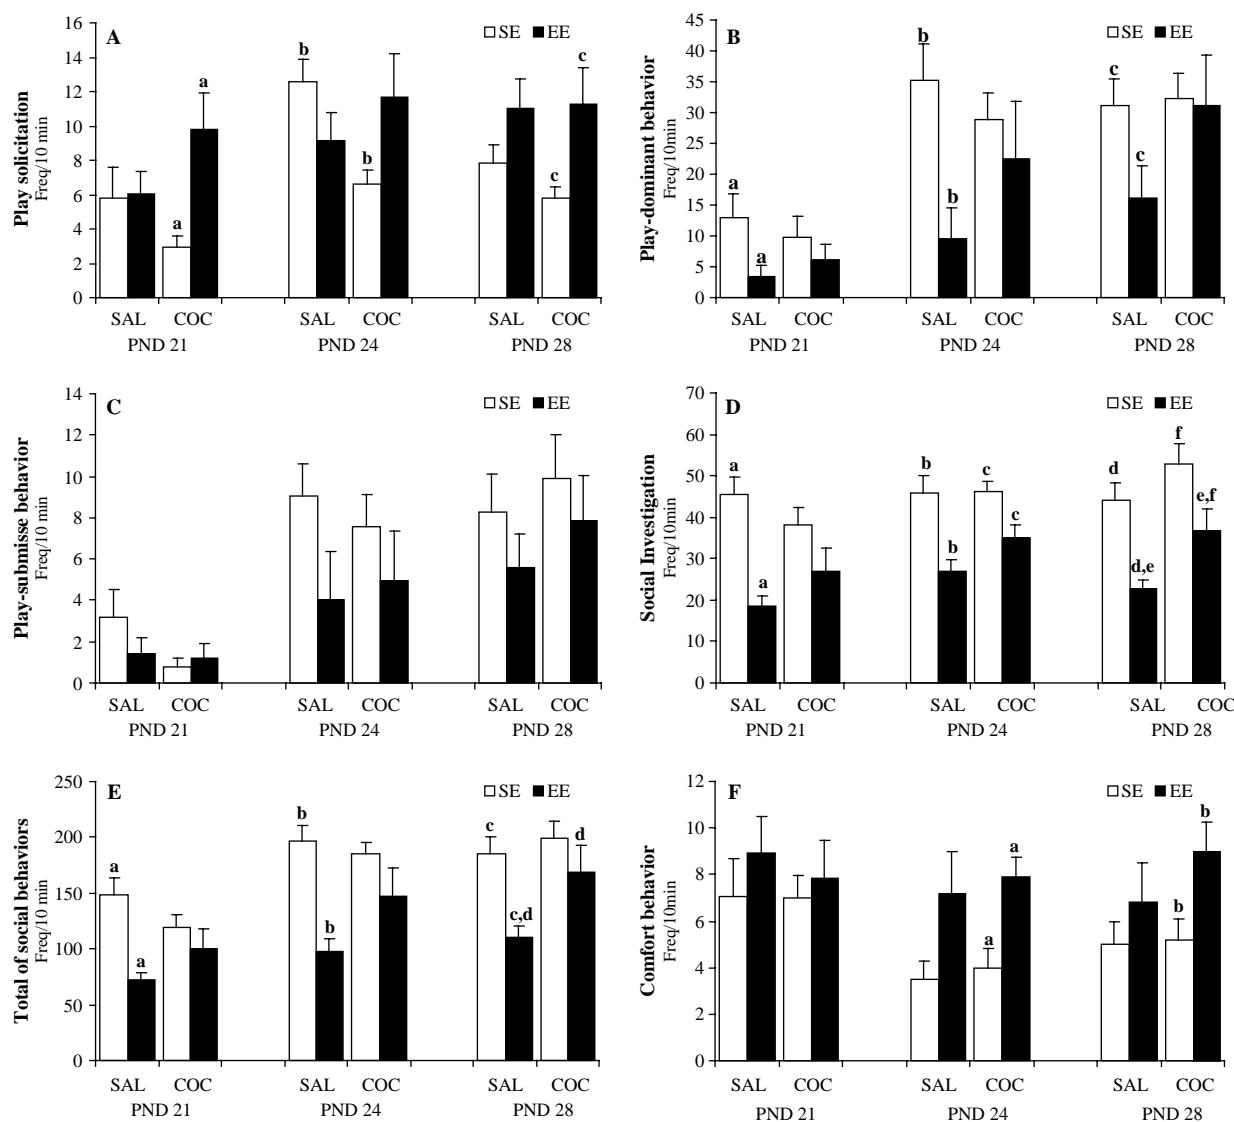 A
SE EE
Play solicitation
Freq/10 min
16
14
12
10
8
6
4
2
0
a
a
b
b
c
c
SAL COC SAL COC SAL COC
PND 21 PND 24 PND 28
B
SE EE
Play-dominant behavior
Freq/10min
45
40
35
30
25
20
15
10
5
0
a
a
b
b
c
c
SAL COC SAL COC SAL COC
PND 21 PND 24 PND 28
C
SE EE
Play-submisse behavior
Freq/10 min
14
12
10
8
6
4
2
0
SAL COC SAL COC SAL COC
PND 21 PND 24 PND 28
D
SE EE
Social Investigation
Freq/10min
70
60
50
40
30
20
10
0
a
a
b
b
c
c
d
d,e
f
e,f
SAL COC SAL COC SAL COC
PND 21 PND 24 PND 28
E
SE EE
Total of social behaviors
Freq/10 min
250
200
150
100
50
0
a
a
b
b
c
c,d
d
SAL COC SAL COC SAL COC
PND 21 PND 24 PND 28
F
SE EE
Comfort behavior
Freq/10min
12
10
8
6
4
2
0
a
a
b
b
SAL COC SAL COC SAL COC
PND 21 PND 24 PND 28